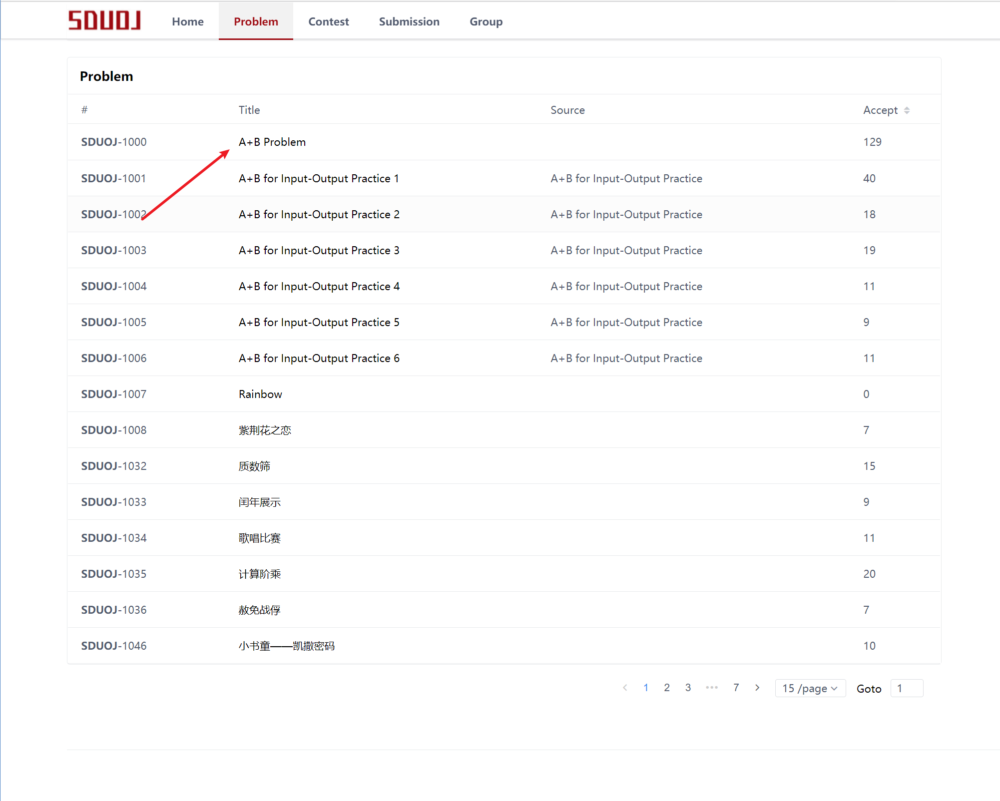 SDUOJ Home Problem Contest Submission Group
Problem
# Title Source Accept
SDUOJ-1000 A+B Problem 129
SDUOJ-1001 A+B for Input-Output Practice 1 A+B for Input-Output Practice 40
SDUOJ-1002 A+B for Input-Output Practice 2 A+B for Input-Output Practice 18
SDUOJ-1003 A+B for Input-Output Practice 3 A+B for Input-Output Practice 19
SDUOJ-1004 A+B for Input-Output Practice 4 A+B for Input-Output Practice 11
SDUOJ-1005 A+B for Input-Output Practice 5 A+B for Input-Output Practice 9
SDUOJ-1006 A+B for Input-Output Practice 6 A+B for Input-Output Practice 11
SDUOJ-1007 Rainbow 0
SDUOJ-1008 紫荆花之恋 7
SDUOJ-1032 质数筛 15
SDUOJ-1033 闰年展示 9
SDUOJ-1034 歌唱比赛 11
SDUOJ-1035 计算阶乘 20
SDUOJ-1036 赦免战俘 7
SDUOJ-1046 小书童——凯撒密码 10
< 1 2 3 ••• 7 > 15 /page Goto 1